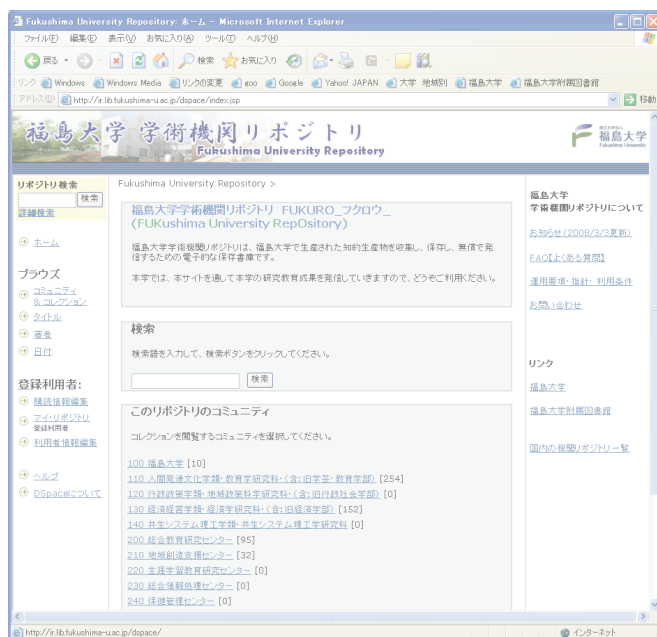 Fukushima University Repository: ホーム - Microsoft Internet Explorer
ファイル(F) 編集(E) 表示(V) お気に入り(A) ツール(T) ヘルプ(H)
戻る 検索 お気に入り
リンク Windows Windows Media リンクの変更 goo Google Yahoo! JAPAN 大学 地域別 福島大学 福島大学附属図書館
アドレス(D) http://ir.lib.fukushima-u.ac.jp/dspace/index.jsp 移動
福島大学 学術機関リポジトリ
Fukushima University Repository
国立大学法人
福島大学
Fukushima University
リポジトリ検索
検索
詳細検索
ホーム
ブラウズ
コミュニティ
& コレクション
タイトル
著者
日付
登録利用者:
購読情報編集
マイ・リポジトリ
登録利用者
利用者情報編集
ヘルプ
DSpaceについて
Fukushima University Repository >
福島大学学術機関リポジトリ FUKURO_フクロウ_
(FUKushima University RepOsitory)
福島大学学術機関リポジトリは、福島大学で生産された知的生産物を収集し、保存し、無償で発
信するための電子的な保存書庫です。
本学では、本サイトを通して本学の研究教育成果を発信していきますので、どうぞご利用ください。
検索
検索語を入力して、検索ボタンをクリックしてください。
検索
このリポジトリのコミュニティ
コレクションを閲覧するコミュニティを選択してください。
100 福島大学 [10]
110 人間発達文化学類・教育学研究科・(含:旧学芸・教育学部) [254]
120 行政政策学類・地域政策科学研究科・(含:旧行政社会学部) [0]
130 経済経営学類・経済学研究科・(含:旧経済学部) [152]
140 共生システム理工学類・共生システム理工学研究科 [0]
200 総合教育研究センター [95]
210 地域創造支援センター [32]
220 生涯学習教育研究センター [0]
230 総合情報処理センター [0]
240 保健管理センター [0]
福島大学
学術機関リポジトリについて
お知らせ(2008/3/3更新)
FAQ【よくある質問】
運用要項・指針・利用条件
お問い合わせ
リンク
福島大学
福島大学附属図書館
国内の機関リポジトリ一覧
http://ir.lib.fukushima-u.ac.jp/dspace/ インターネット